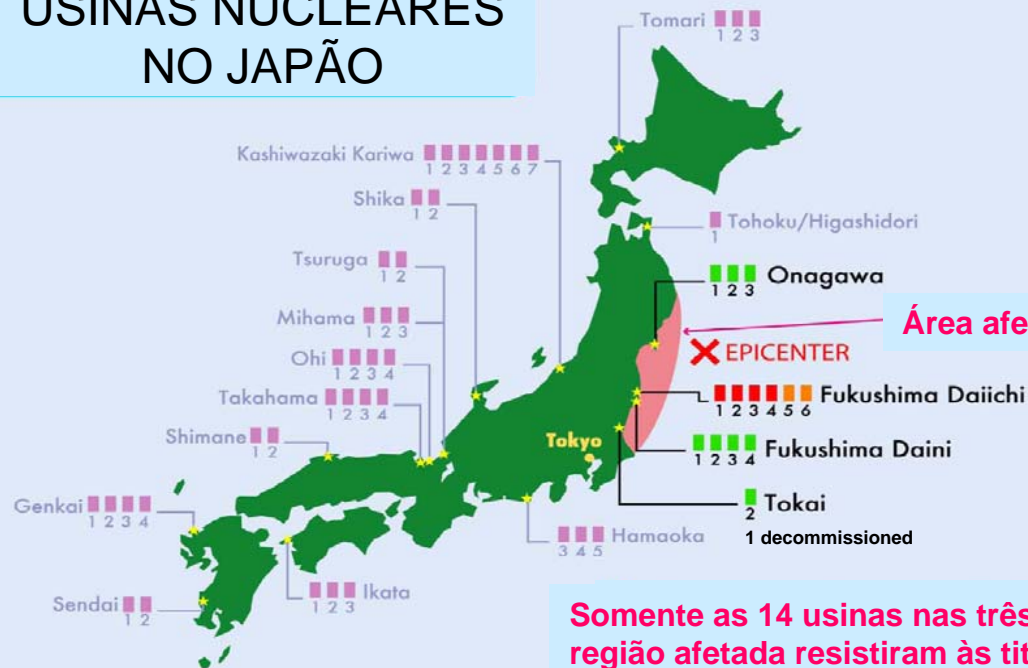 USINAS NUCLEARES
NO JAPÃO
Tomari
1 2 3
Kashiwazaki Kariwa
1 2 3 4 5 6 7
Shika
1 2
Tohoku/Higashidori
1
Tsuruga
1 2
Onagawa
1 2 3
Mihama
1 2 3
Área afe
EPICENTER
Ohi
1 2 3 4
Takahama
1 2 3 4
Fukushima Daiichi
1 2 3 4 5 6
Shimane
1 2
Tokyo
Fukushima Daini
1 2 3 4
Genkai
1 2 3 4
Tokai
2
1 decommissioned
Hamaoka
3 4 5
Ikata
1 2 3
Sendai
1 2
Somente as 14 usinas nas três
região afetada resistiram às tit